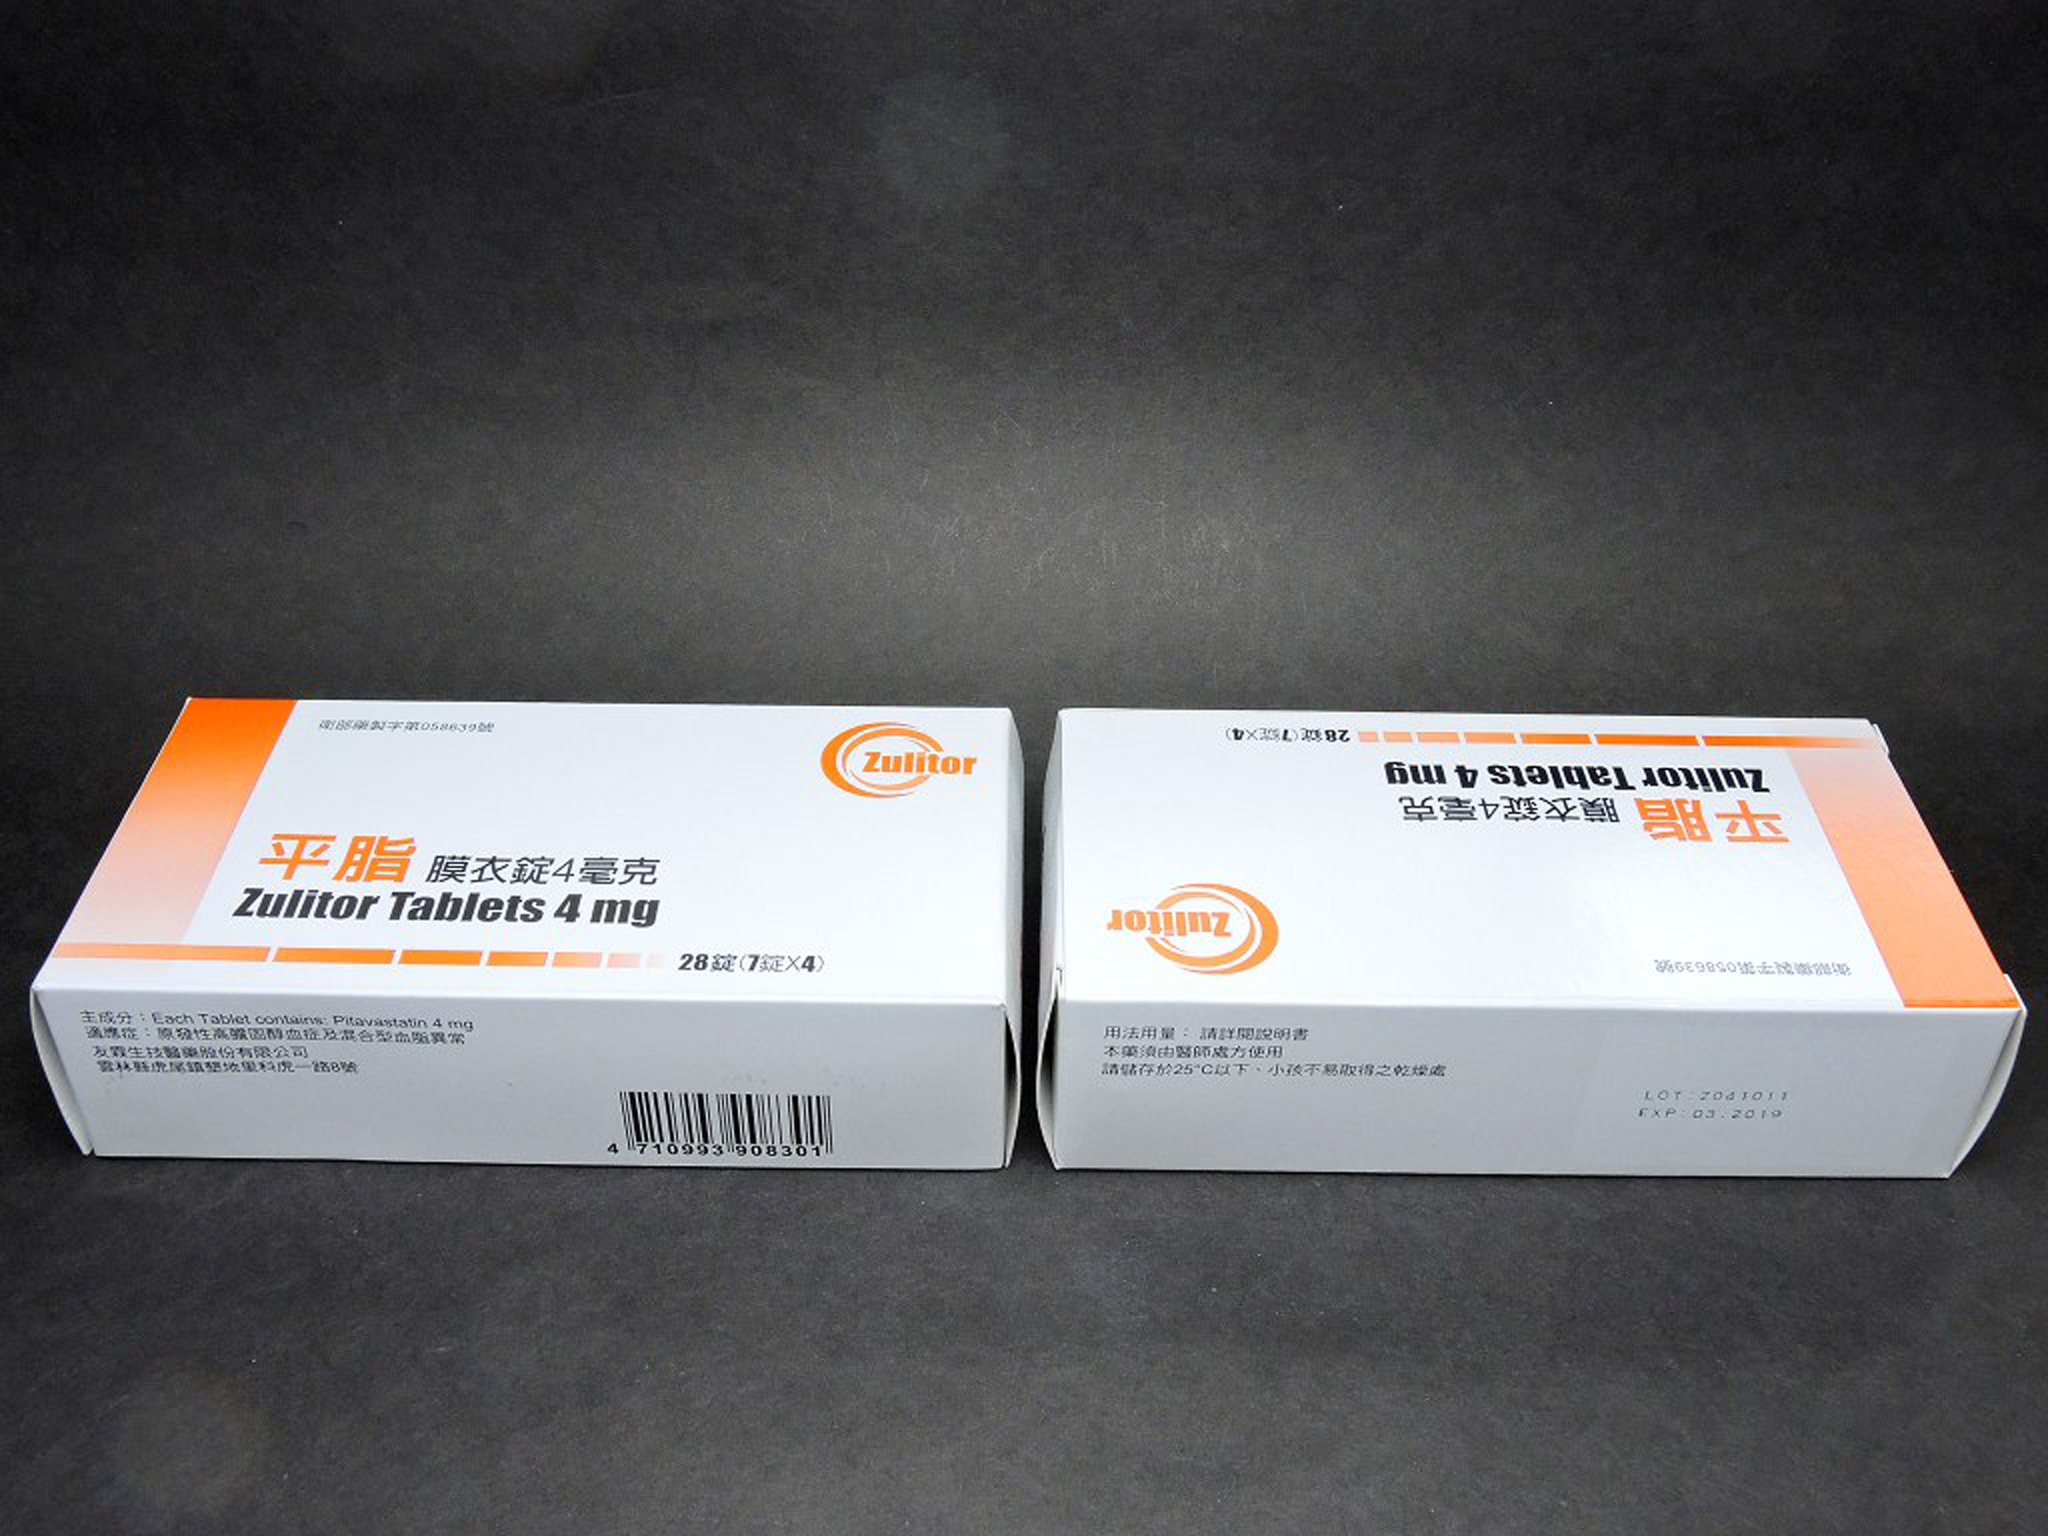 衛部藥製字第058639號
Zulitor
平脂 膜衣錠4毫克
Zulitor Tablets 4 mg
28錠(7錠X4)
主成分：Each Tablet contains: Pitavastatin 4 mg
適應症：原發性高膽固醇血症及混合型血脂異常
友霖生技醫藥股份有限公司
雲林縣虎尾鎮墾地里科虎一路8號
4 710993 908301
衛部藥製字第058639號
Zulitor
平脂 膜衣錠4毫克
Zulitor Tablets 4 mg
28錠(7錠X4)
用法用量：請詳閱說明書
本藥須由醫師處方使用
請儲存於25°C以下、小孩不易取得之乾燥處
LOT:Z041011
EXP:03.2019